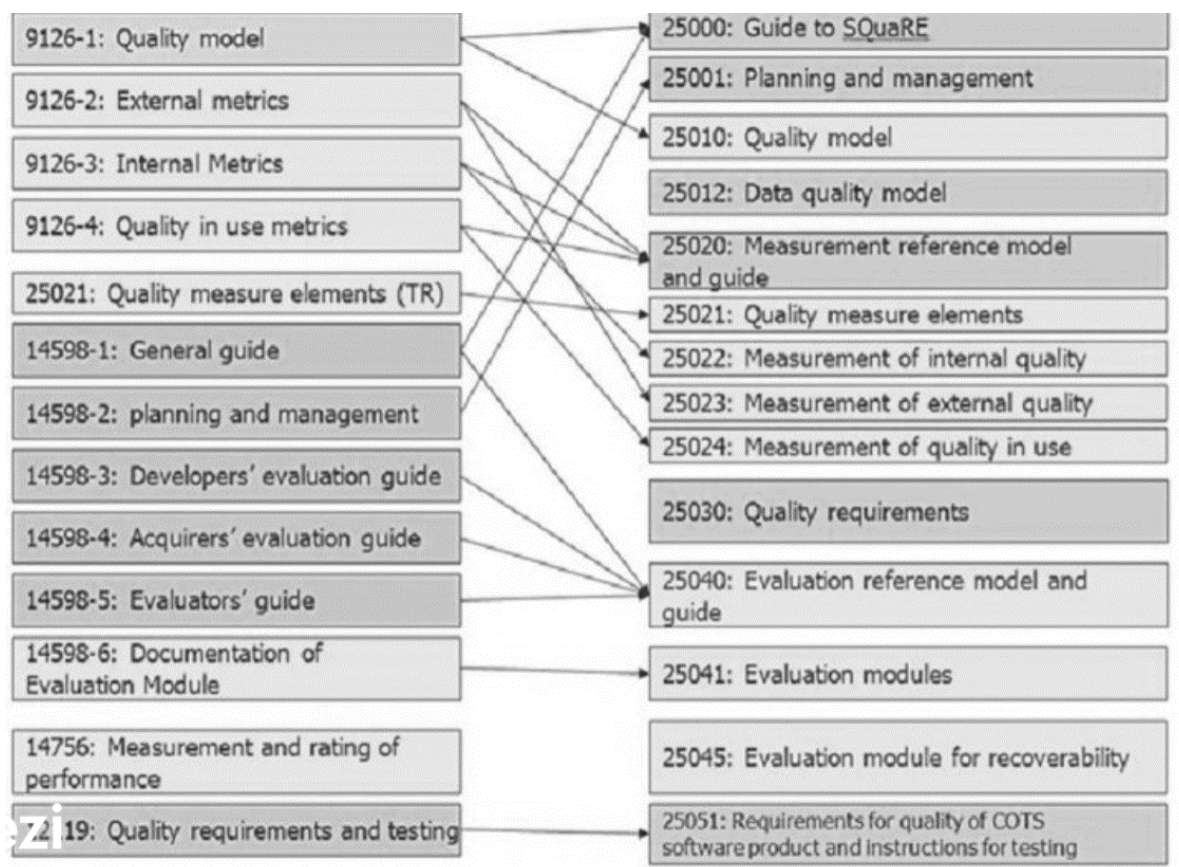 9126-1: Quality model
9126-2: External metrics
9126-3: Internal Metrics
9126-4: Quality in use metrics
25021: Quality measure elements (TR)
14598-1: General guide
14598-2: planning and management
14598-3: Developers' evaluation guide
14598-4: Acquirers' evaluation guide
14598-5: Evaluators' guide
14598-6: Documentation of
Evaluation Module
14756: Measurement and rating of
performance
19: Quality requirements and testing
ezi
25000: Guide to SQuaRE
25001: Planning and management
25010: Quality model
25012: Data quality model
25020: Measurement reference model
and guide
25021: Quality measure elements
25022: Measurement of internal quality
25023: Measurement of external quality
25024: Measurement of quality in use
25030: Quality requirements
25040: Evaluation reference model and
guide
25041: Evaluation modules
25045: Evaluation module for recoverability
25051: Requirements for quality of COTS
software product and instructions for testing